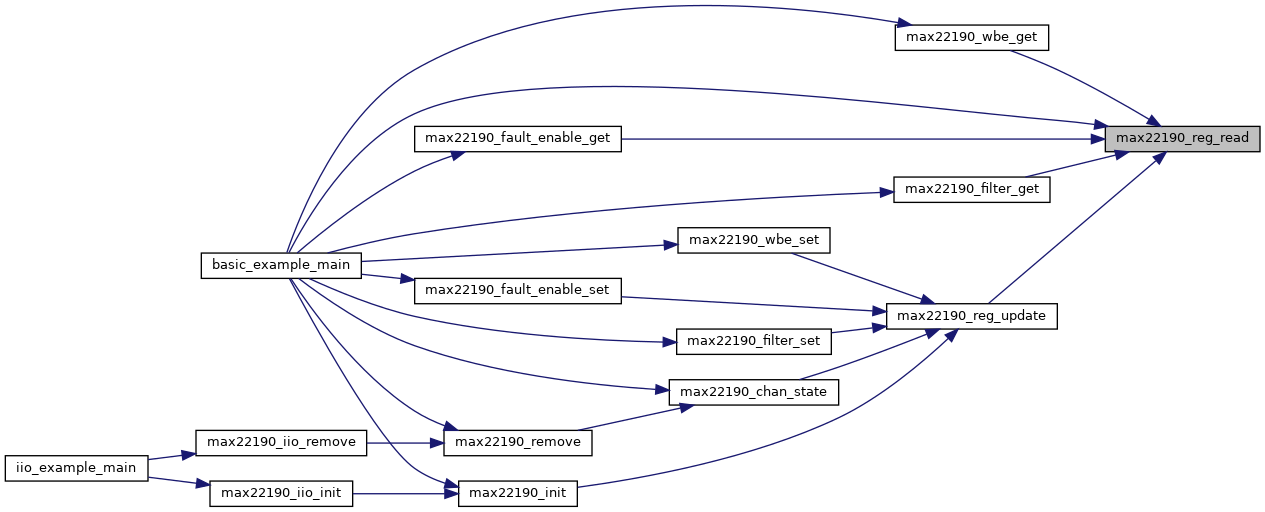 max22190_wbe_get
max22190_reg_read
max22190_fault_enable_get
max22190_filter_get
max22190_wbe_set
basic_example_main
max22190_fault_enable_set
max22190_reg_update
max22190_filter_set
max22190_chan_state
max22190_iio_remove
max22190_remove
iio_example_main
max22190_iio_init
max22190_init